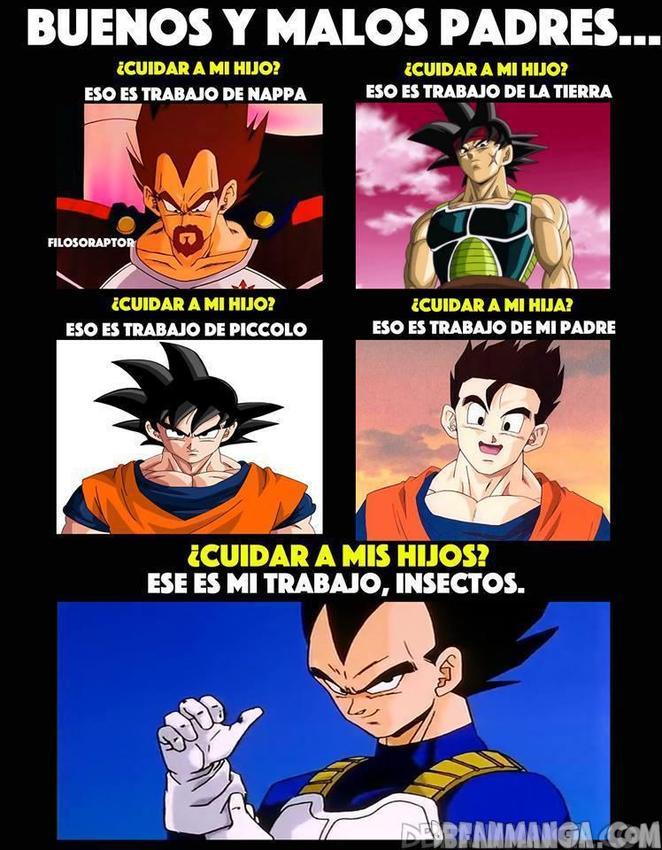 BUENOS Y MALOS PADRES...
¿CUIDAR A MI HIJO?
ESO ES TRABAJO DE NAPPA
¿CUIDAR A MI HIJO?
ESO ES TRABAJO DE LA TIERRA
FILOSORAPTOR
¿CUIDAR A MI HIJO?
ESO ES TRABAJO DE PICCOLO
¿CUIDAR A MI HIJA?
ESO ES TRABAJO DE MI PADRE
¿CUIDAR A MIS HIJOS?
ESE ES MI TRABAJO, INSECTOS.